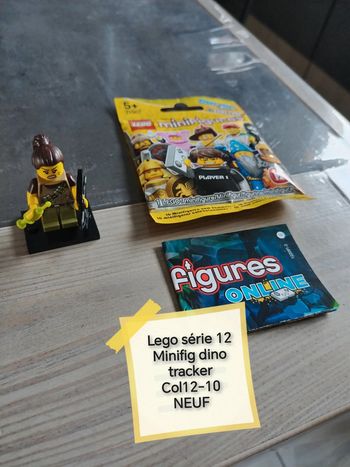 5+
LEGO
minifigures
PLAYER 1
figures
ONLINE
Lego série 12
Minifig dino
tracker
Col12-10
NEUF